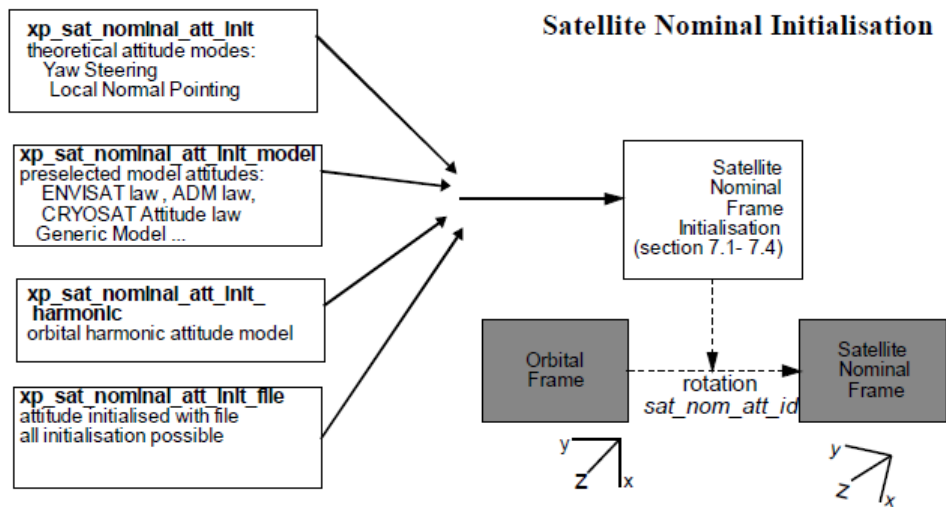 Satellite Nominal Initialisation
xp_sat_nominal_att_init
theoretical attitude modes:
Yaw Steering
Local Normal Pointing
xp_sat_nominal_att_init_model
preselected model attitudes:
ENVISAT law , ADM law,
CRYOSAT Attitude law
Generic Model ...
xp_sat_nominal_att_init_
harmonic
orbital harmonic attitude model
xp_sat_nominal_att_init_file
attitude initialised with file
all initialisation possible
Satellite
Nominal
Frame
Initialisation
(section 7.1- 7.4)
Orbital
Frame
rotation
sat_nom_att_id
Satellite
Nominal
Frame
y
z
x
y
z
x